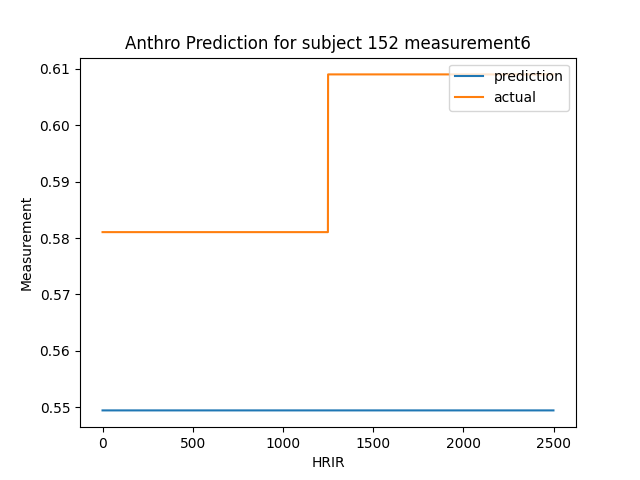 Anthro Prediction for subject 152 measurement6
prediction
actual
0.61
0.60
0.59
0.58
0.57
0.56
0.55
Measurement
0 500 1000 1500 2000 2500
HRIR